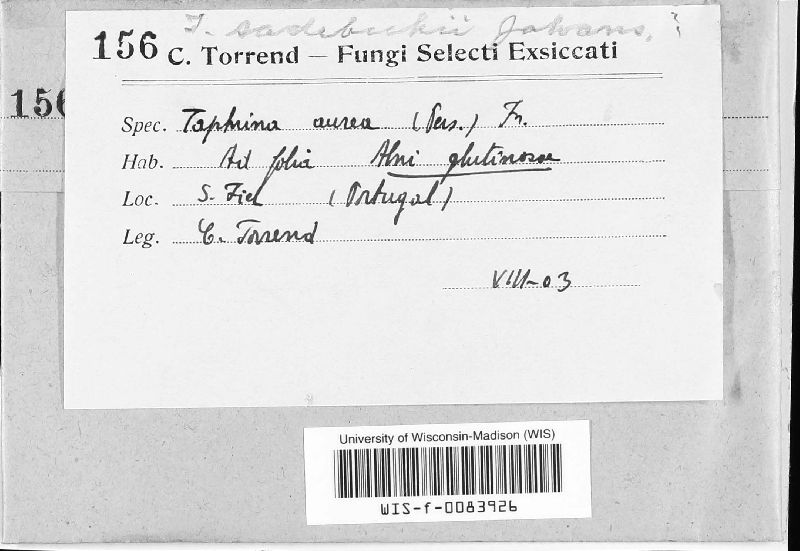 T. sadebeckii Johans. ?
156 C. Torrend — Fungi Selecti Exsiccati
156
Spec. Taphrina aurea (Pers.) Fr.
Hab. Ad folia Alni glutinosae
Loc. S. Fiel (Portugal)
Leg. C. Torrend
VIII-03
University of Wisconsin-Madison (WIS)
WIS-f-0083926